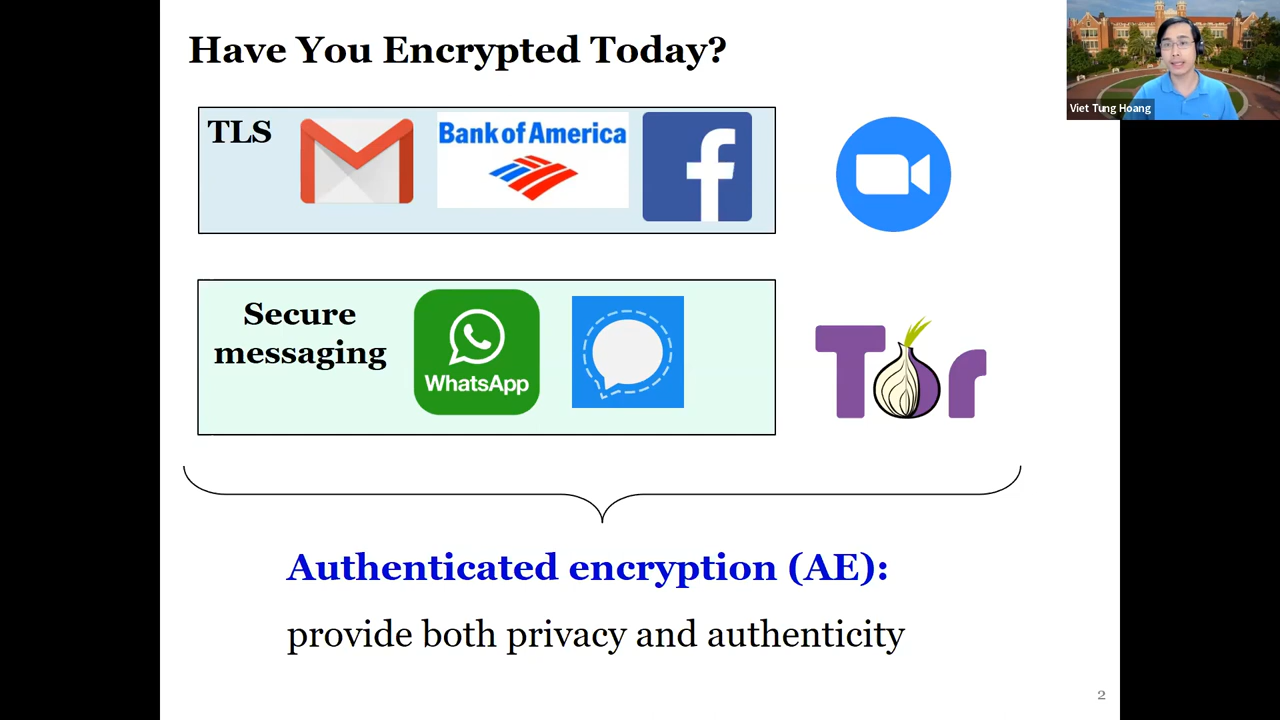 Have You Encrypted Today?
Viet Tung Hoang
TLS
Bank of America
f
Secure
messaging
WhatsApp
Tor
Authenticated encryption (AE):
provide both privacy and authenticity
2